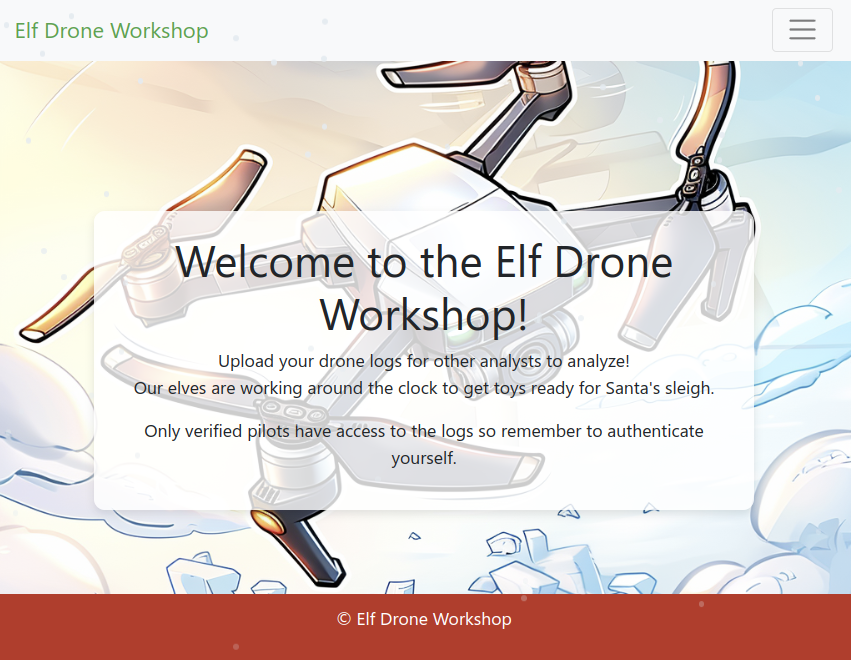 Elf Drone Workshop
Welcome to the Elf Drone
Workshop!
Upload your drone logs for other analysts to analyze!
Our elves are working around the clock to get toys ready for Santa's sleigh.
Only verified pilots have access to the logs so remember to authenticate
yourself.
© Elf Drone Workshop